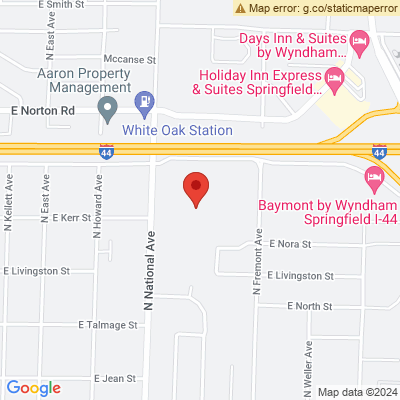 Map error: g.co/staticmaperror
E Smith St
N East Ave
Mccanse St
Days Inn & Suites
by Wyndham...
Aaron Property
Management
Holiday Inn Express
& Suites Springfield...
E Norton Rd
White Oak Station
44
44
N Kellett Ave
N East Ave
N Howard Ave
E Kerr St
N National Ave
Baymont by Wyndham
Springfield I-44
N Fremont Ave
E Nora St
E Livingston St
E Livingston St
E North St
E Talmage St
N Weller Ave
E Jean St
Google
Map data ©2024